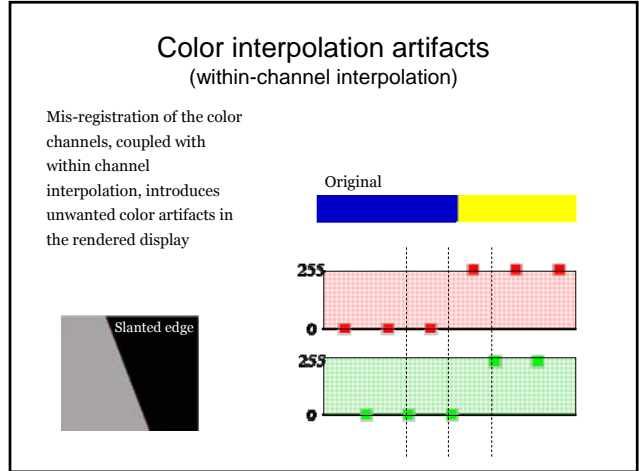 Color interpolation artifacts
(within-channel interpolation)
Mis-registration of the color
channels, coupled with
within channel
interpolation, introduces
unwanted color artifacts in
the rendered display
Original
255
0
Slanted edge
255
0